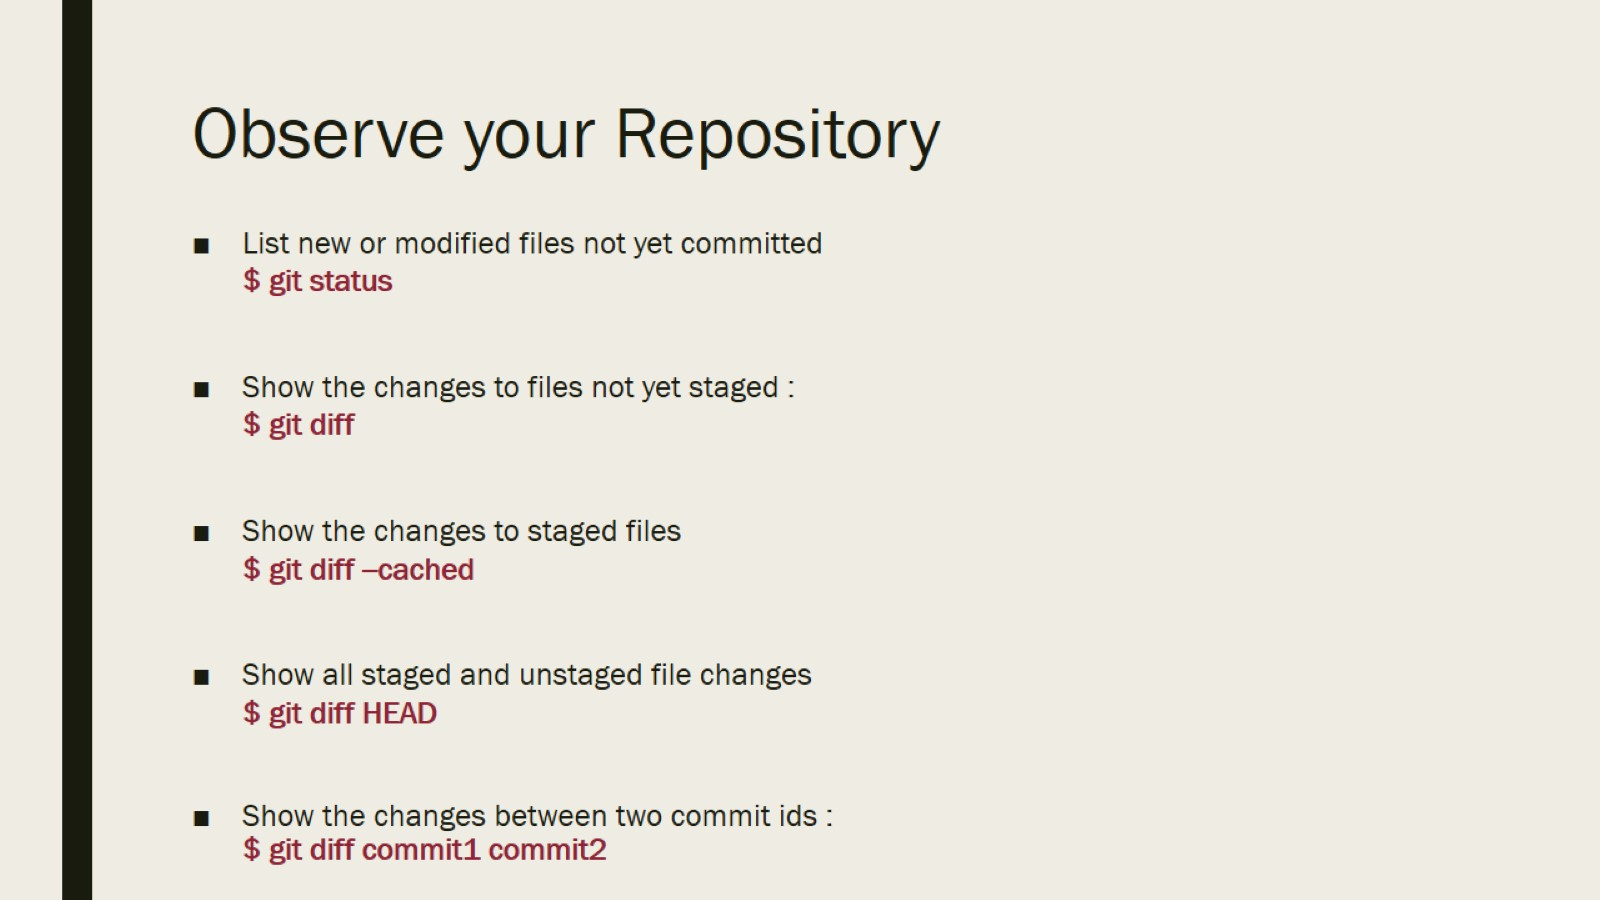 Observe your Repository
■ List new or modified files not yet committed
$ git status
■ Show the changes to files not yet staged :
$ git diff
■ Show the changes to staged files
$ git diff –cached
■ Show all staged and unstaged file changes
$ git diff HEAD
■ Show the changes between two commit ids :
$ git diff commit1 commit2